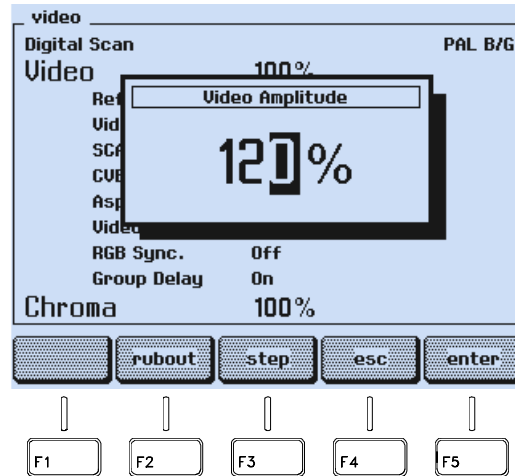 video
Digital Scan PAL B/G
Video 100%
Ref
Video Amplitude
Vid
SCA
120%
CVB
Asp
Video
RGB Sync. Off
Group Delay On
Chroma 100%
rubout step esc enter
F1 F2 F3 F4 F5